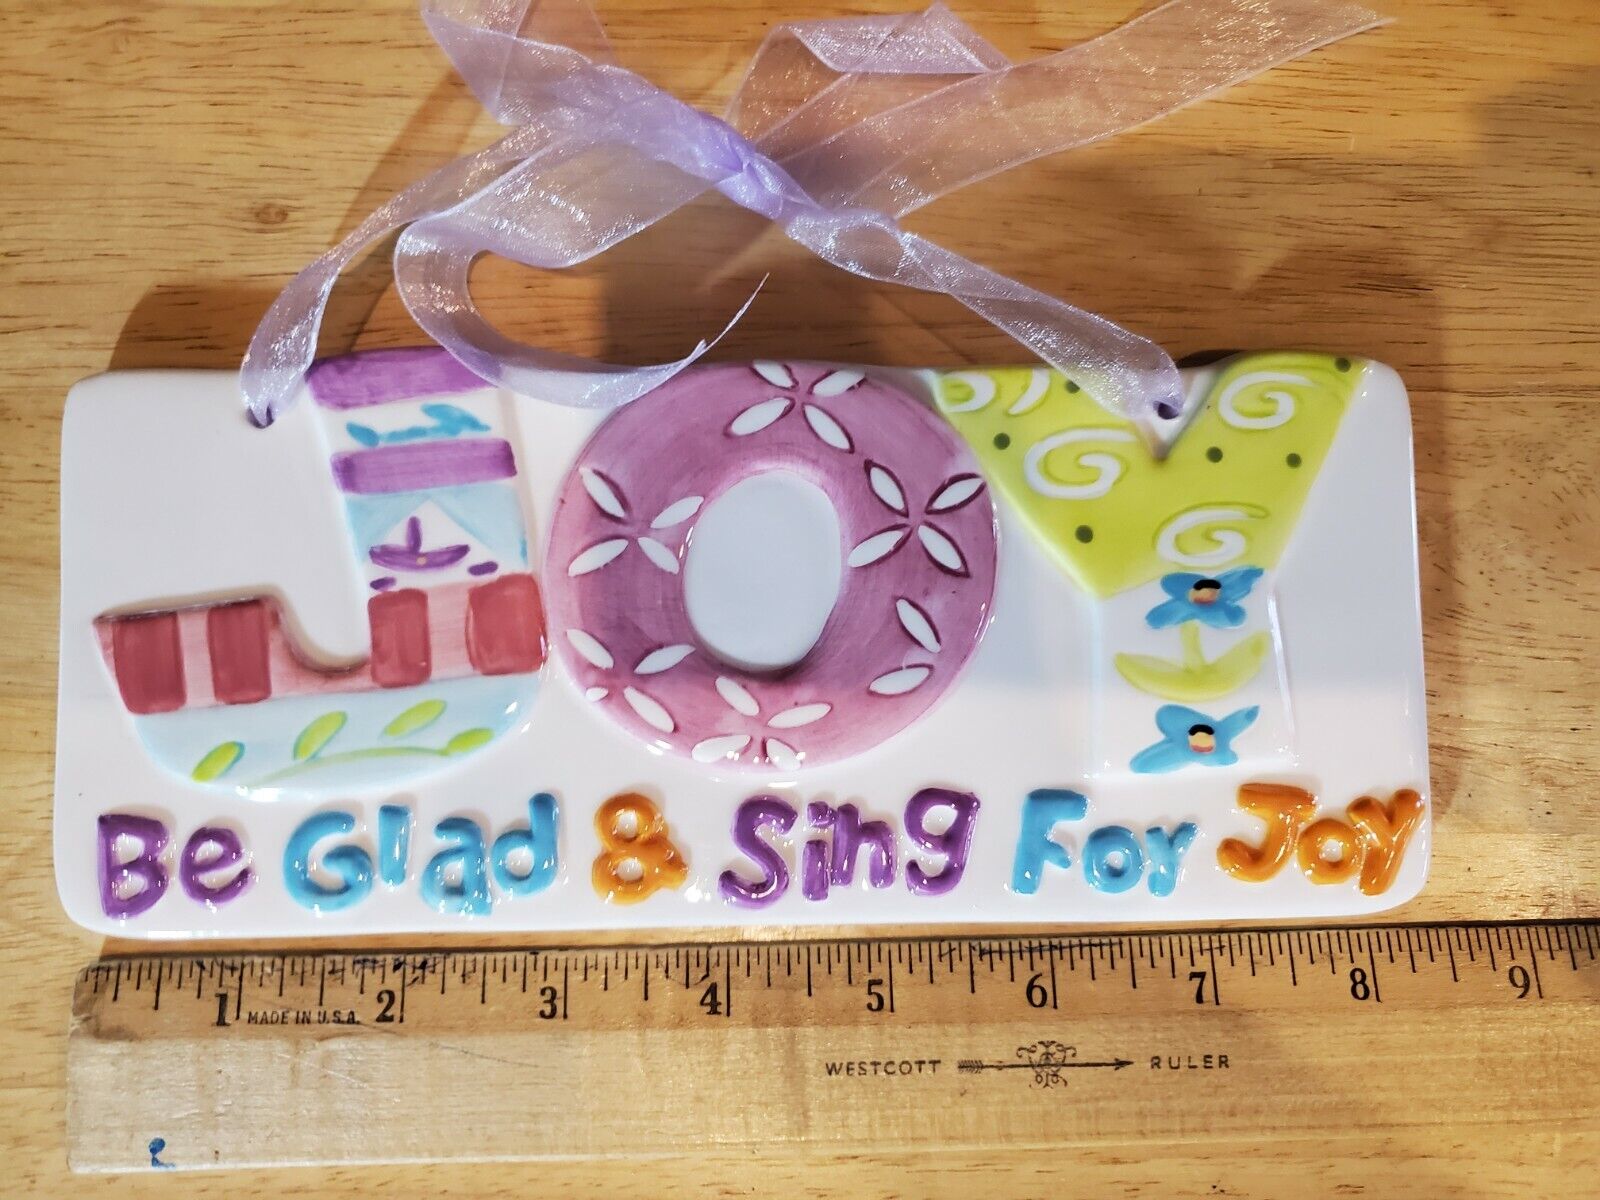 JOY
Be Glad & Sing For Joy
1 2 3 4 5 6 7 8 9
MADE IN U.S.A.
WESTCOTT RULER